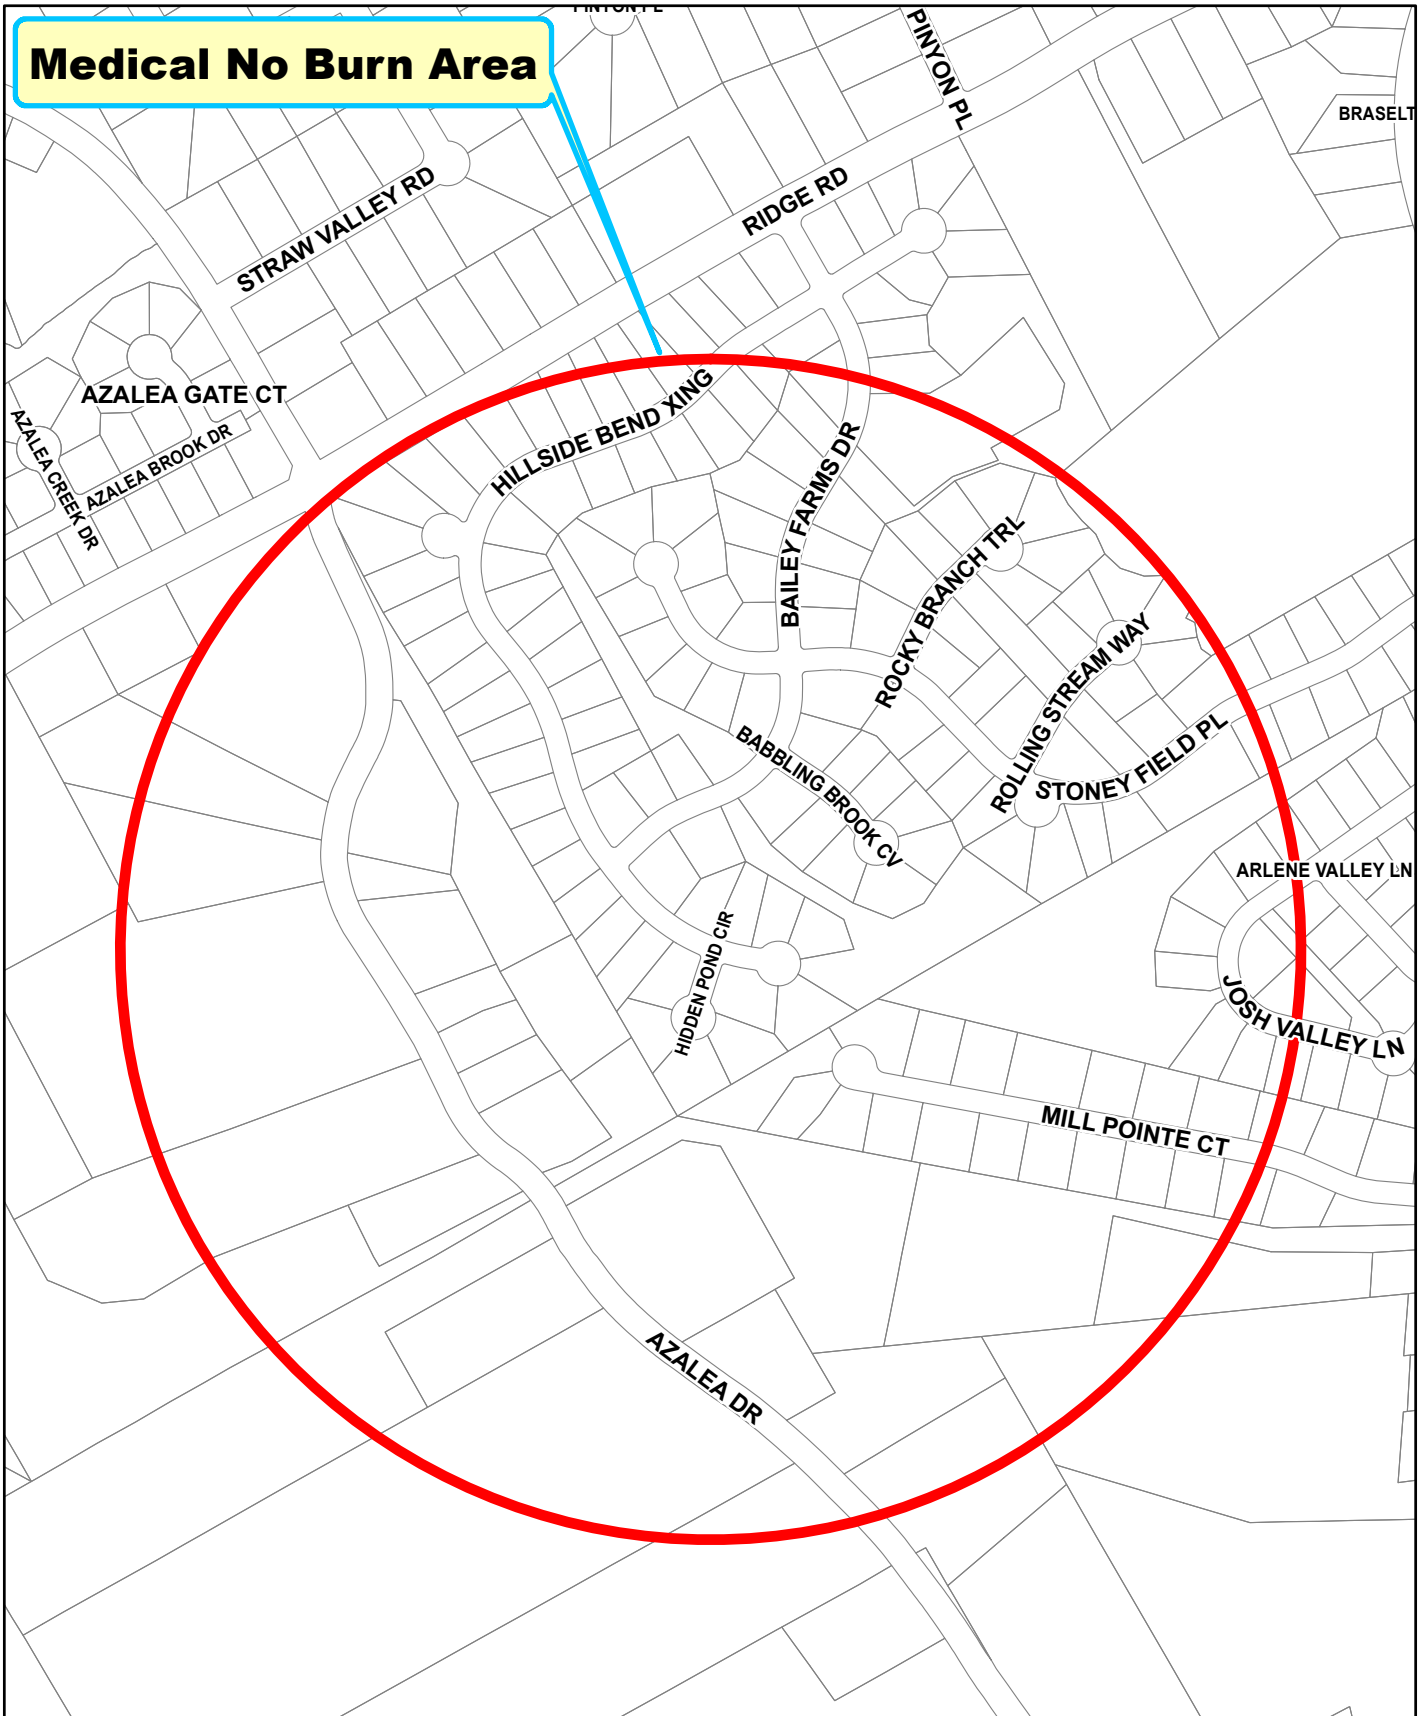 PINYON PL
Medical No Burn Area
PINYON PL
BRASELT
STRAW VALLEY RD
RIDGE RD
AZALEA GATE CT
AZALEA CREEK DR
AZALEA BROOK DR
HILLSIDE BEND XING
BAILEY FARMS DR
ROCKY BRANCH TRL
ROLLING STREAM WAY
STONEY FIELD PL
BABBLING BROOK CV
ARLENE VALLEY LN
HIDDEN POND CIR
JOSH VALLEY LN
MILL POINTE CT
AZALEA DR